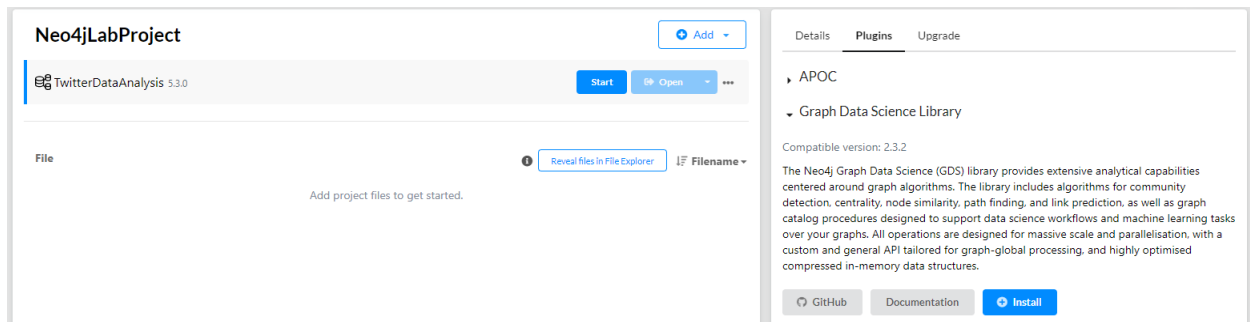 Neo4jLabProject
Add
TwitterDataAnalysis 5.3.0
Start
Open
File
Reveal files in File Explorer
Filename
Add project files to get started.
Details Plugins Upgrade
APOC
Graph Data Science Library
Compatible version: 2.3.2
The Neo4j Graph Data Science (GDS) library provides extensive analytical capabilities
centered around graph algorithms. The library includes algorithms for community
detection, centrality, node similarity, path finding, and link prediction, as well as graph
catalog procedures designed to support data science workflows and machine learning tasks
over your graphs. All operations are designed for massive scale and parallelisation, with a
custom and general API tailored for graph-global processing, and highly optimised
compressed in-memory data structures.
GitHub Documentation Install